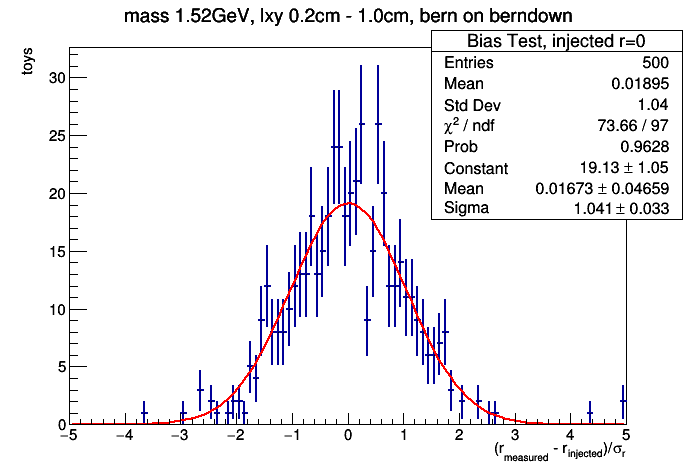 mass 1.52GeV, lxy 0.2cm - 1.0cm, bern on berndown
toys
Bias Test, injected r=0
Entries 500
Mean 0.01895
Std Dev 1.04
χ² / ndf 73.66 / 97
Prob 0.9628
Constant 19.13 ± 1.05
Mean 0.01673 ± 0.04659
Sigma 1.041 ± 0.033
30
25
20
15
10
5
0
−5 −4 −3 −2 −1 0 1 2 3 4 5
(r_measured - r_injected)/σ_r